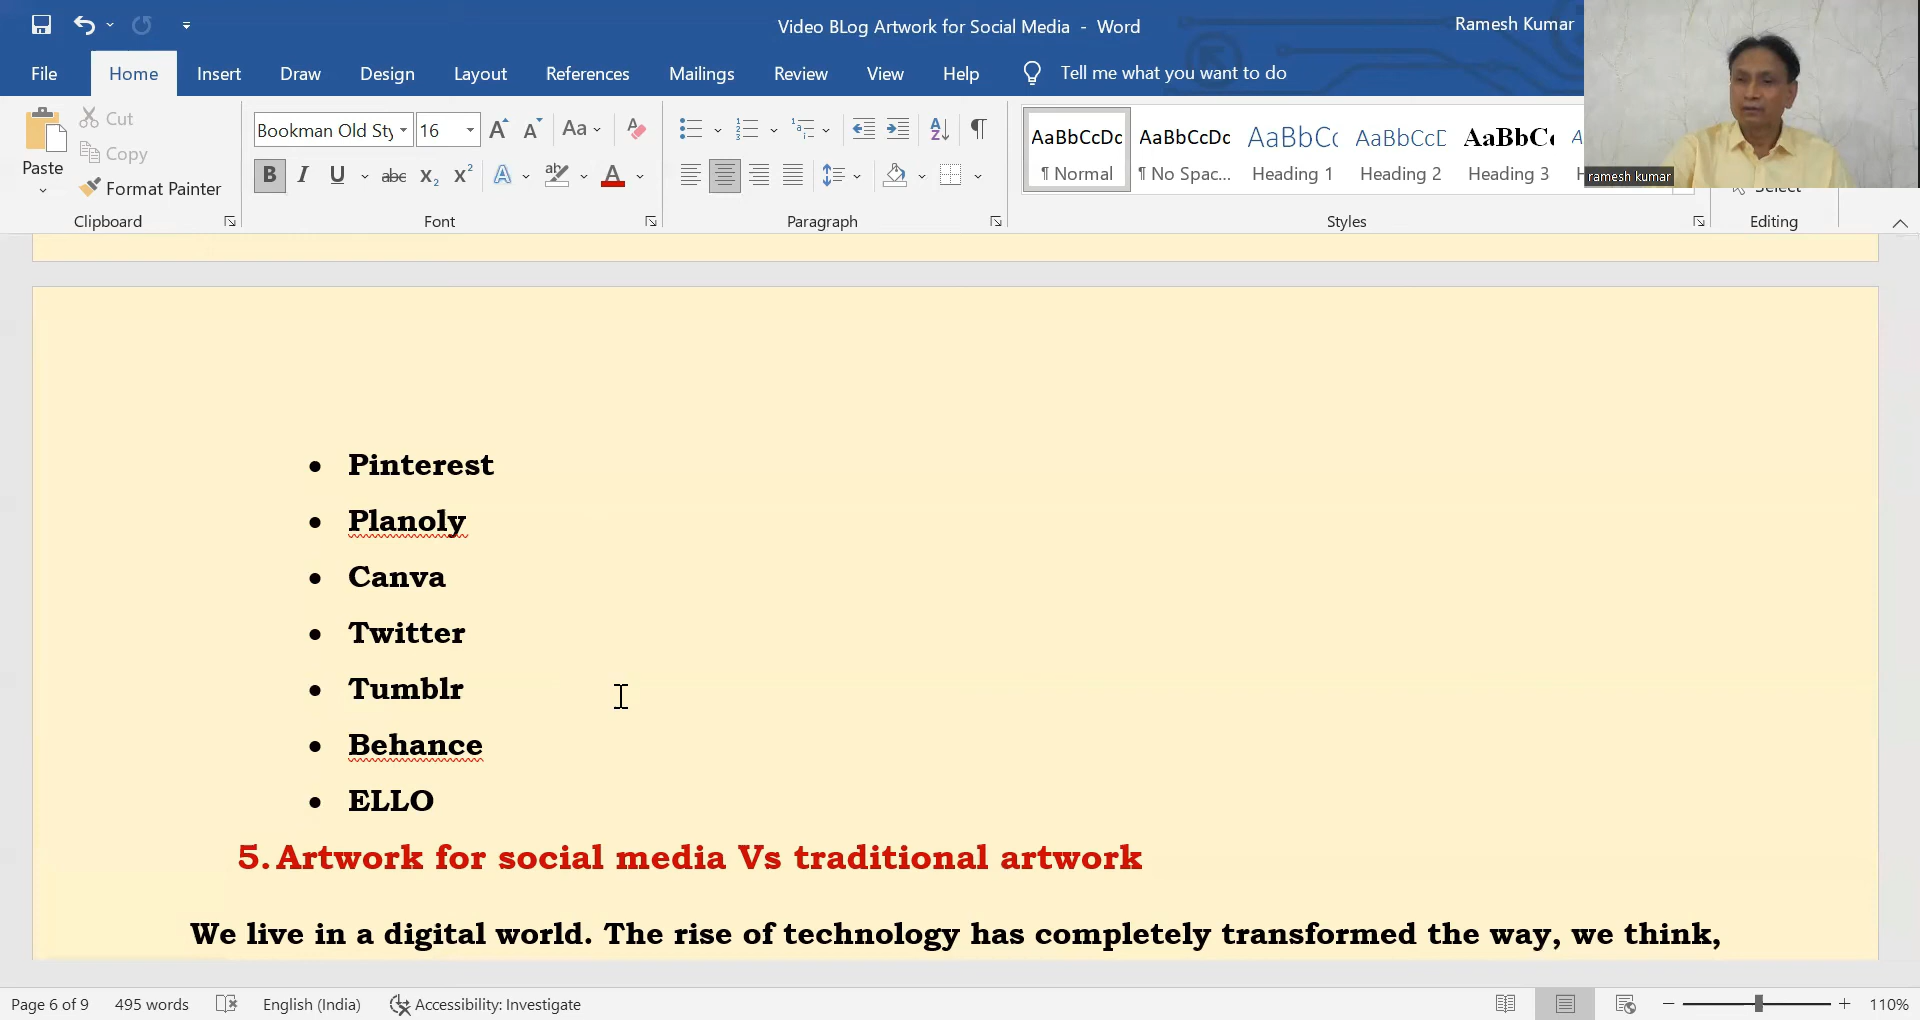 Video BLog Artwork for Social Media - Word
Ramesh Kumar
File Home Insert Draw Design Layout References Mailings Review View Help Tell me what you want to do
Paste
Cut
Copy
Format Painter
Clipboard
Bookman Old Sty 16
Font
Paragraph
AaBbCcDc AaBbCcDc AaBbCc AaBbCcD AaBbCc
¶ Normal ¶ No Spac... Heading 1 Heading 2 Heading 3
Styles
Select
Editing
ramesh kumar
• Pinterest
• Planoly
• Canva
• Twitter
• Tumblr
• Behance
• ELLO
5. Artwork for social media Vs traditional artwork
We live in a digital world. The rise of technology has completely transformed the way, we think,
Page 6 of 9 495 words English (India) Accessibility: Investigate 110%